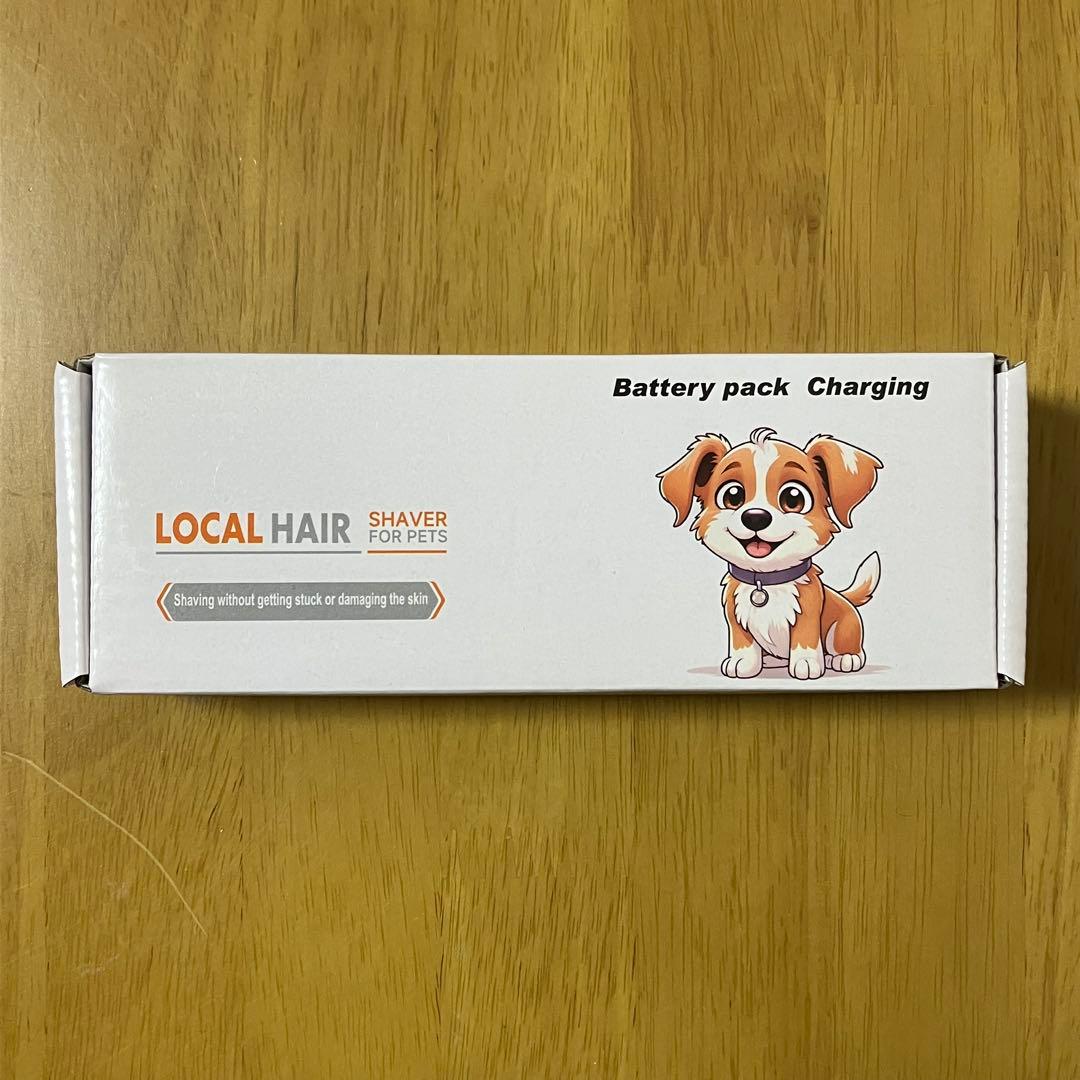 Battery pack Charging
LOCAL HAIR
SHAVER
FOR PETS
Shaving without getting stuck or damaging the skin